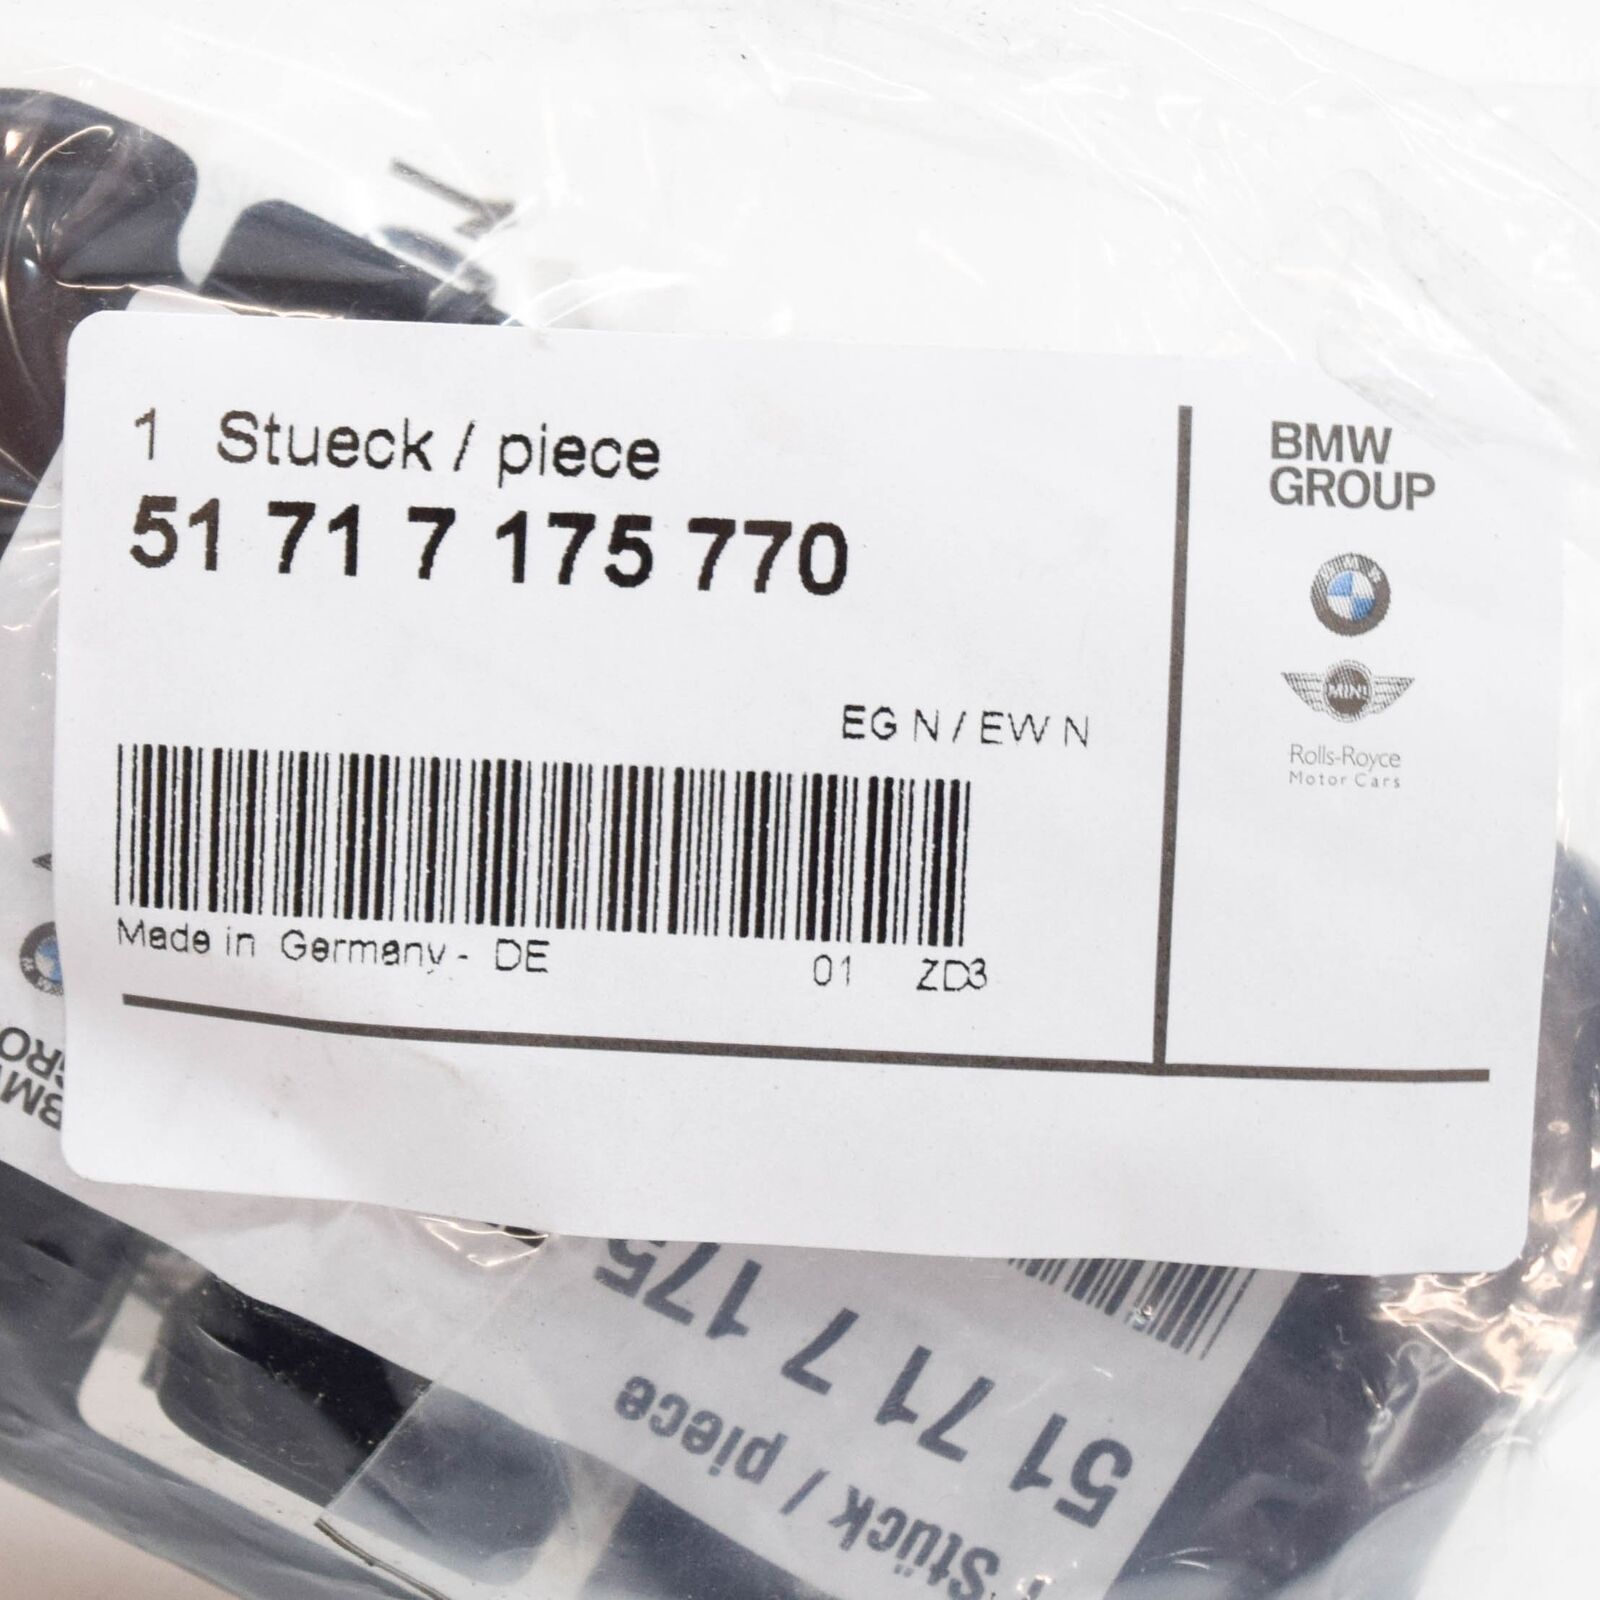 1 Stueck / piece
51 71 7 175 770
EG N / EW N
Made in Germany - DE 01 ZD3
BMW
GROUP
BMW
MINI
Rolls-Royce
Motor Cars
51 71 7 175
Stück / piece